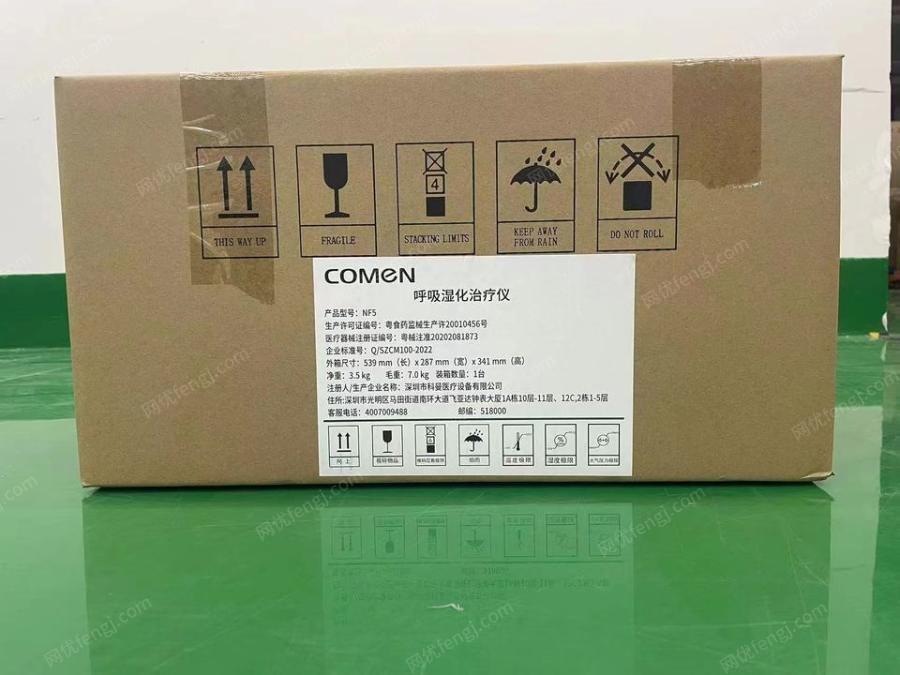 THIS WAY UP
FRAGILE
4
STACKING LIMITS
KEEP AWAY
FROM RAIN
DO NOT ROLL
COMEN
呼吸湿化治疗仪
产品型号：NF5
生产许可证编号：粤食药监械生产许20010456号
医疗器械注册证编号：粤械注准20202081873
企业标准号：Q/SZCM100-2022
外箱尺寸：539 mm（长）x 287 mm（宽）x 341 mm（高）
净重：3.5 kg 毛重：7.0 kg 装箱数量：1台
注册人/生产企业名称：深圳市科曼医疗设备有限公司
住所:深圳市光明区马田街道南环大道飞亚达钟表大厦1A栋10层-11层、12C,2栋1-5层
客服电话：4007009488 邮编：518000
向上
易碎物品
怕雨
温度极限
湿度极限
大气压力极限
网优fengj.com